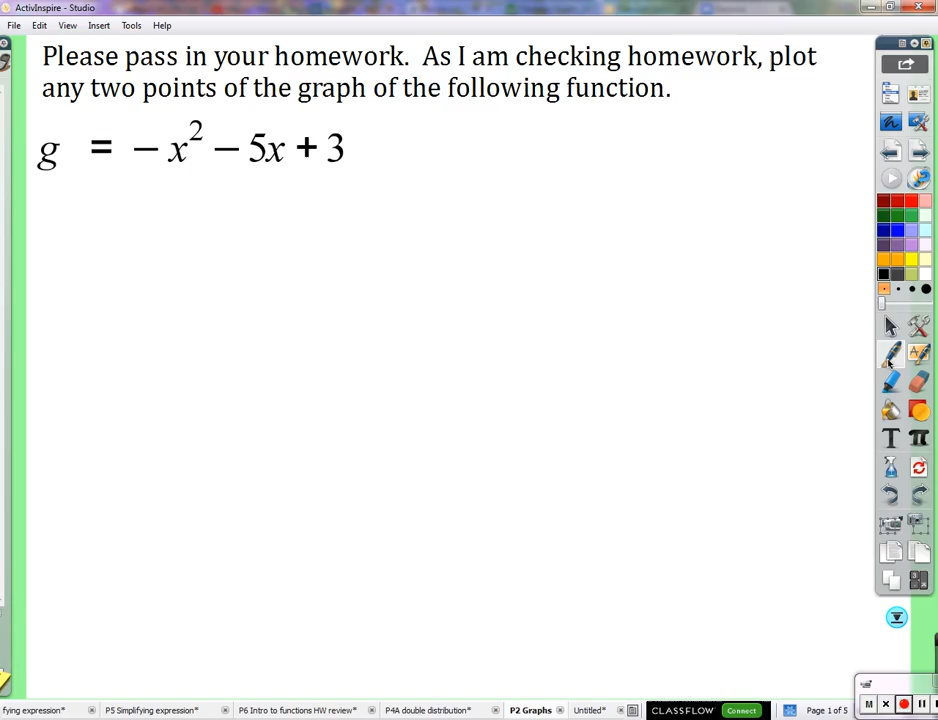 ActivInspire - Studio
File Edit View Insert Tools Help
Please pass in your homework. As I am checking homework, plot
any two points of the graph of the following function.
g = − x² − 5x + 3
fying expression* P5 Simplifying expression* P6 Intro to functions HW review* P4A double distribution* P2 Graphs Untitled* CLASSFLOW Connect Page 1 of 5 M